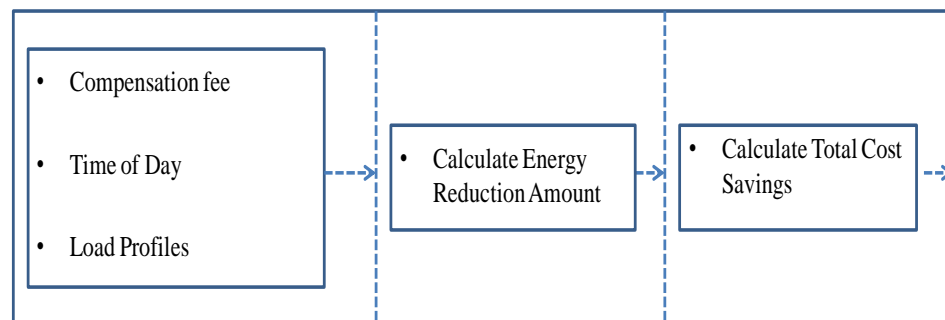 • Compensation fee
• Time of Day
• Load Profiles
• Calculate Energy
Reduction Amount
• Calculate Total Cost
Savings